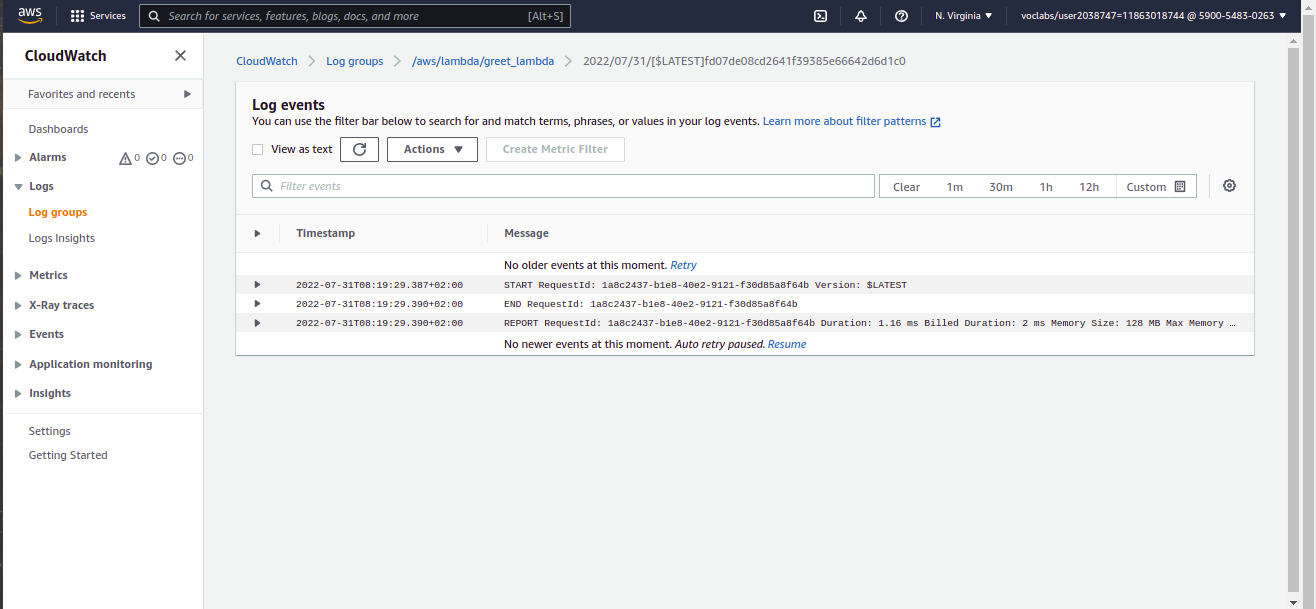 aws Services Search for services, features, blogs, docs, and more [Alt+S] N. Virginia voclabs/user2038747=11863018744 @ 5900-5483-0263
CloudWatch
Favorites and recents
Dashboards
Alarms 0 0 0
Logs
Log groups
Logs Insights
Metrics
X-Ray traces
Events
Application monitoring
Insights
Settings
Getting Started
CloudWatch Log groups /aws/lambda/greet_lambda 2022/07/31/[$LATEST]fd07de08cd2641f39385e66642d6d1c0
Log events
You can use the filter bar below to search for and match terms, phrases, or values in your log events. Learn more about filter patterns
View as text Actions Create Metric Filter
Filter events Clear 1m 30m 1h 12h Custom
Timestamp Message
No older events at this moment. Retry
2022-07-31T08:19:29.387+02:00 START RequestId: 1a8c2437-b1e8-40e2-9121-f30d85a8f64b Version: $LATEST
2022-07-31T08:19:29.390+02:00 END RequestId: 1a8c2437-b1e8-40e2-9121-f30d85a8f64b
2022-07-31T08:19:29.390+02:00 REPORT RequestId: 1a8c2437-b1e8-40e2-9121-f30d85a8f64b Duration: 1.16 ms Billed Duration: 2 ms Memory Size: 128 MB Max Memory …
No newer events at this moment. Auto retry paused. Resume